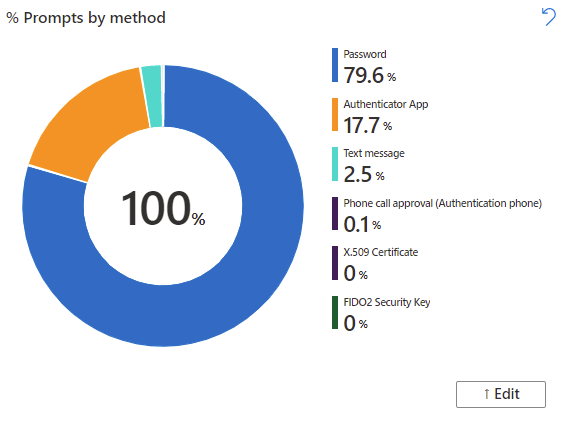 % Prompts by method
Password
79.6 %
Authenticator App
17.7 %
Text message
2.5 %
Phone call approval (Authentication phone)
0.1 %
X.509 Certificate
0 %
FIDO2 Security Key
0 %
100%
↑ Edit